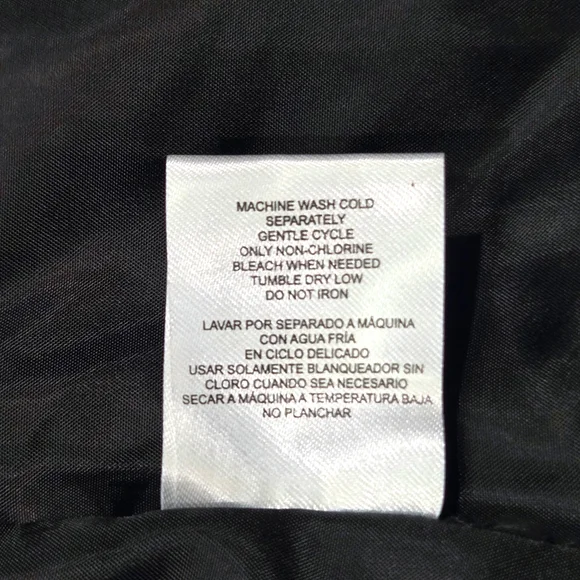 MACHINE WASH COLD
SEPARATELY
GENTLE CYCLE
ONLY NON-CHLORINE
BLEACH WHEN NEEDED
TUMBLE DRY LOW
DO NOT IRON
LAVAR POR SEPARADO A MÁQUINA
CON AGUA FRÍA
EN CICLO DELICADO
USAR SOLAMENTE BLANQUEADOR SIN
CLORO CUANDO SEA NECESARIO
SECAR A MÁQUINA A TEMPERATURA BAJA
NO PLANCHAR